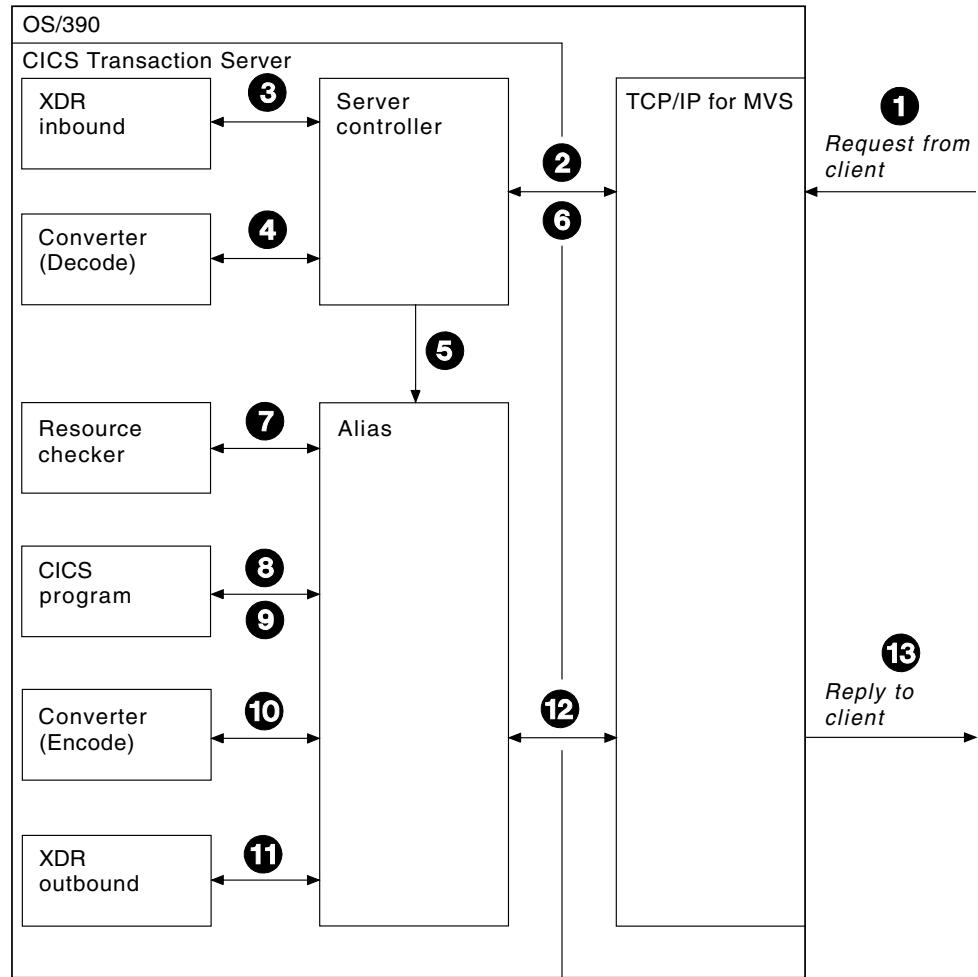 OS/390
CICS Transaction Server
XDR
inbound
3
Server
controller
TCP/IP for MVS
1
Request from
client
2
6
Converter
(Decode)
4
5
Resource
checker
7
Alias
CICS
program
8
9
Converter
(Encode)
10
12
13
Reply to
client
XDR
outbound
11